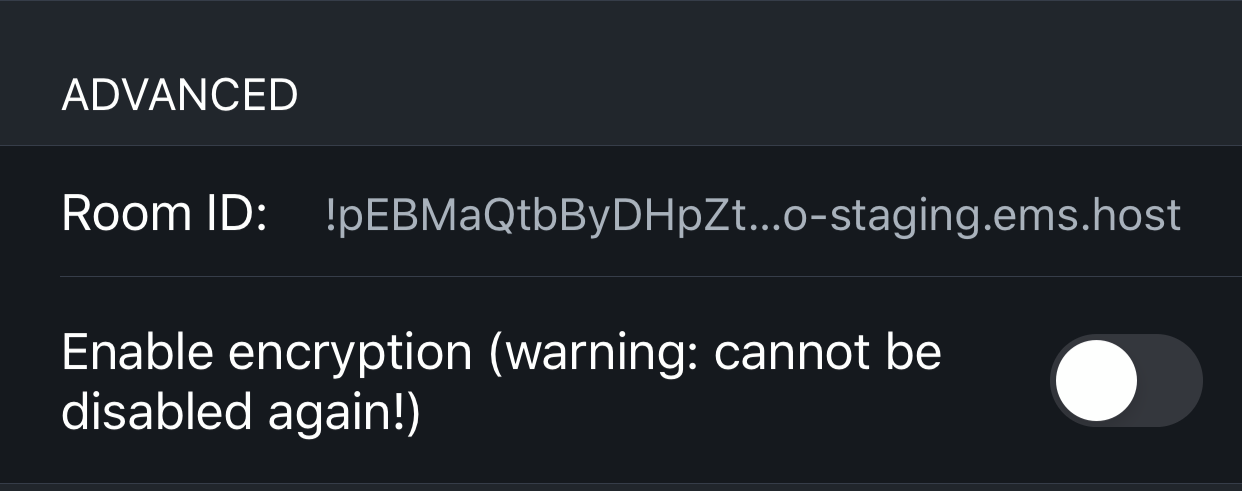 ADVANCED
Room ID: !pEBMaQtbByDHpZt...o-staging.ems.host
Enable encryption (warning: cannot be
disabled again!)